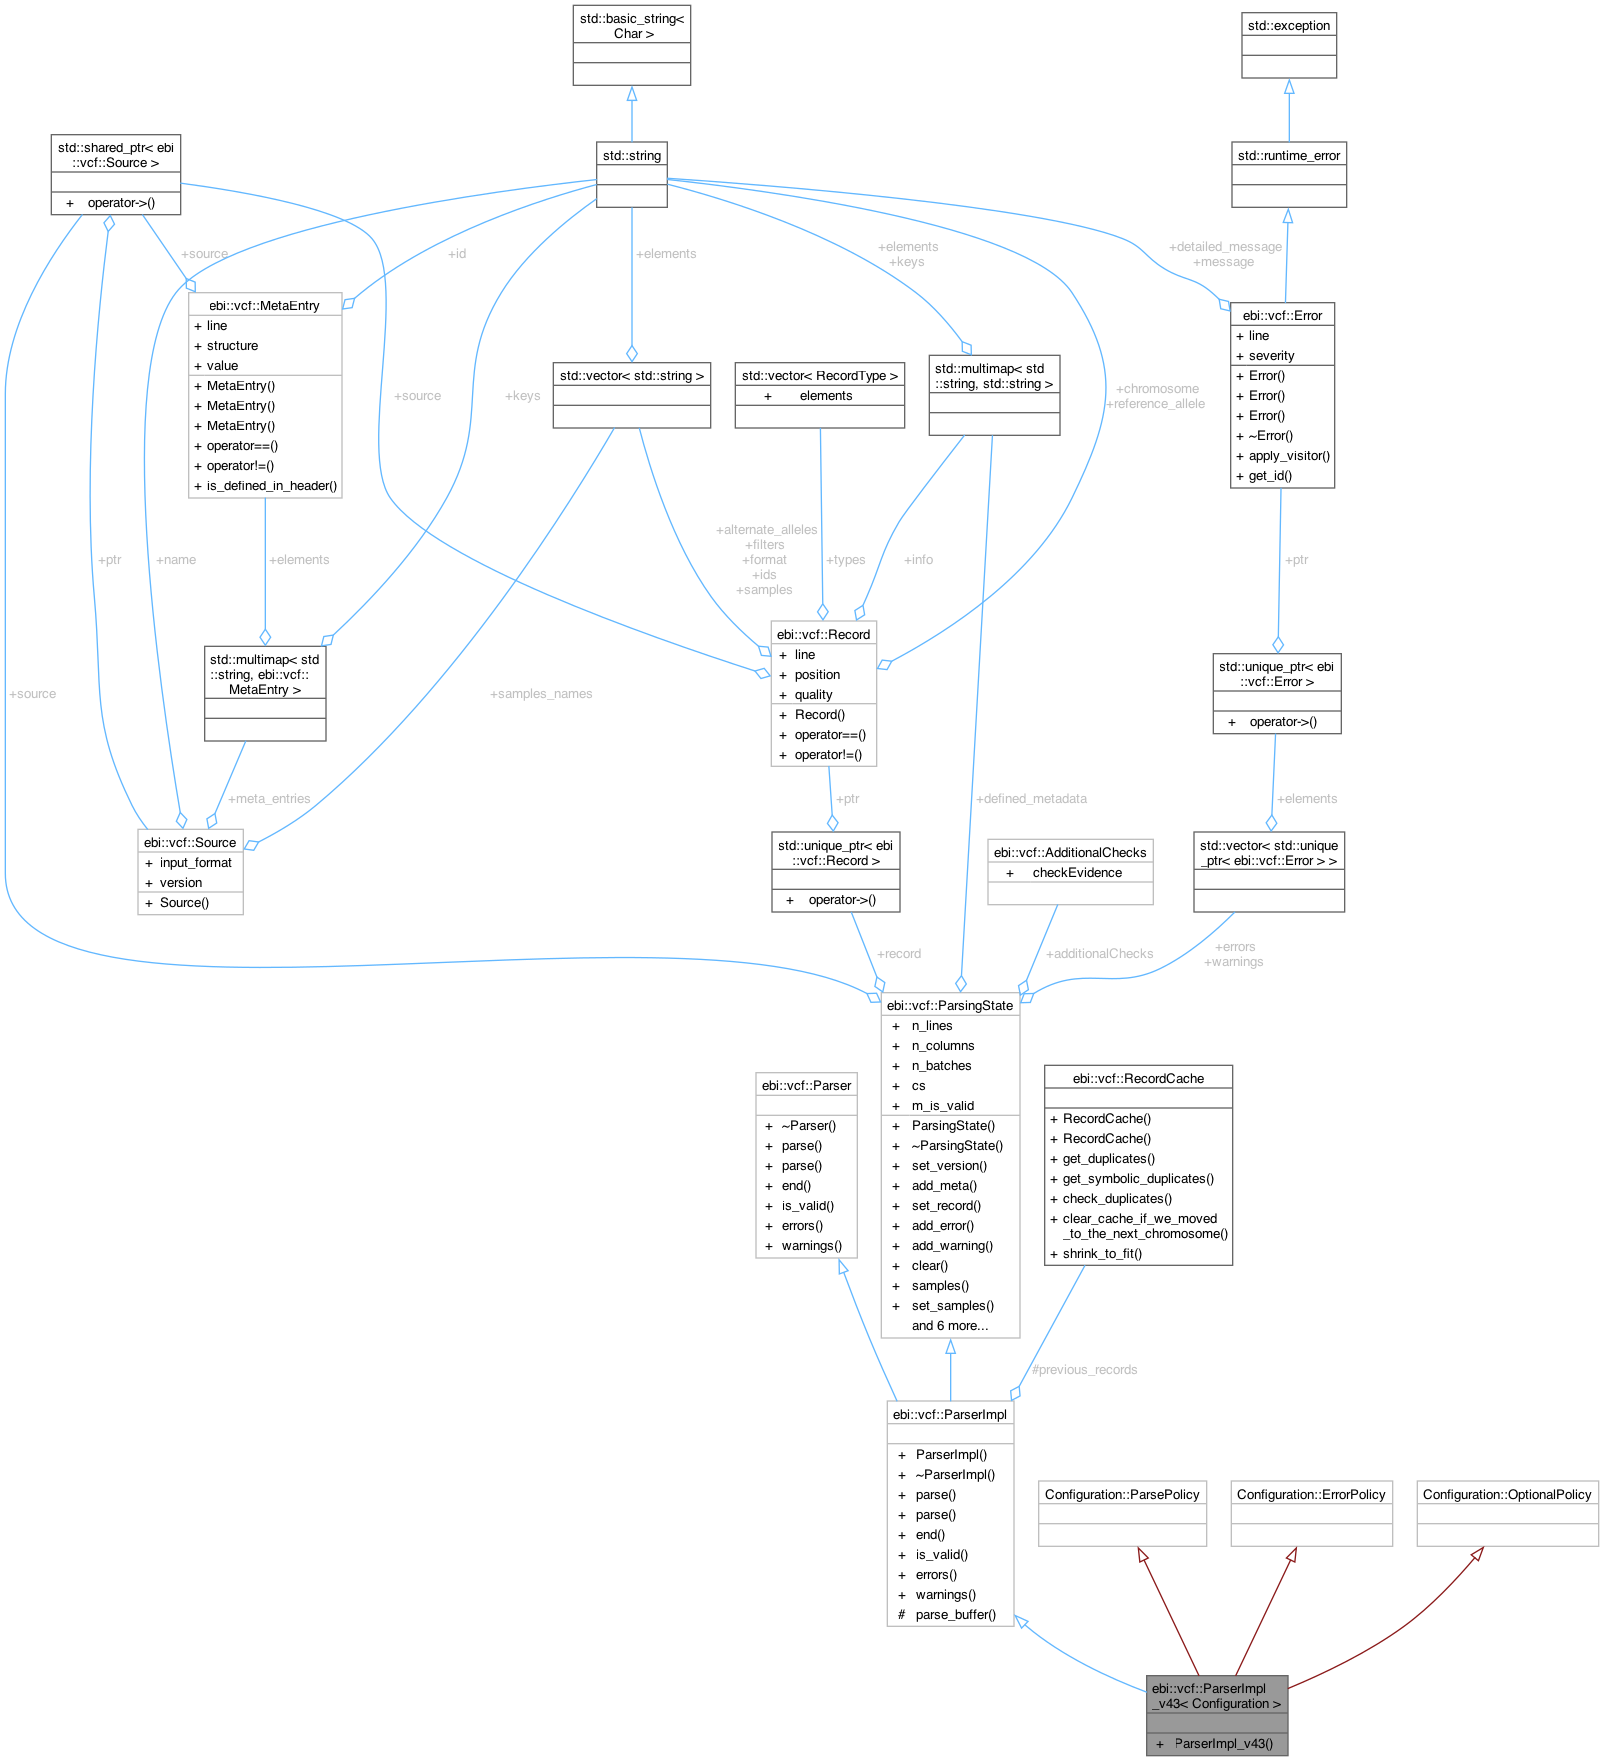 std::basic_string<
Char >
std::exception
std::shared_ptr< ebi
::vcf::Source >
+ operator->()
std::string
std::runtime_error
+source
+id
+elements
+elements
+keys
+detailed_message
+message
ebi::vcf::MetaEntry
+ line
+ structure
+ value
+ MetaEntry()
+ MetaEntry()
+ MetaEntry()
+ operator==()
+ operator!=()
+ is_defined_in_header()
+source
+keys
std::vector< std::string >
std::vector< RecordType >
+ elements
std::multimap< std
::string, std::string >
+chromosome
+reference_allele
ebi::vcf::Error
+ line
+ severity
+ Error()
+ Error()
+ Error()
+ ~Error()
+ apply_visitor()
+ get_id()
+ptr
+name
+elements
+alternate_alleles
+filters
+format
+ids
+samples
+types
+info
+ptr
+source
std::multimap< std
::string, ebi::vcf::
MetaEntry >
+samples_names
ebi::vcf::Record
+ line
+ position
+ quality
+ Record()
+ operator==()
+ operator!=()
std::unique_ptr< ebi
::vcf::Error >
+ operator->()
+meta_entries
+ptr
+defined_metadata
+elements
ebi::vcf::Source
+ input_format
+ version
+ Source()
std::unique_ptr< ebi
::vcf::Record >
+ operator->()
ebi::vcf::AdditionalChecks
+ checkEvidence
std::vector< std::unique
_ptr< ebi::vcf::Error > >
+record
+additionalChecks
+errors
+warnings
ebi::vcf::ParsingState
+ n_lines
+ n_columns
+ n_batches
+ cs
+ m_is_valid
+ ParsingState()
+ ~ParsingState()
+ set_version()
+ add_meta()
+ set_record()
+ add_error()
+ add_warning()
+ clear()
+ samples()
+ set_samples()
and 6 more...
ebi::vcf::Parser
+ ~Parser()
+ parse()
+ parse()
+ end()
+ is_valid()
+ errors()
+ warnings()
ebi::vcf::RecordCache
+ RecordCache()
+ RecordCache()
+ get_duplicates()
+ get_symbolic_duplicates()
+ check_duplicates()
+ clear_cache_if_we_moved
_to_the_next_chromosome()
+ shrink_to_fit()
#previous_records
ebi::vcf::ParserImpl
+ ParserImpl()
+ ~ParserImpl()
+ parse()
+ parse()
+ end()
+ is_valid()
+ errors()
+ warnings()
# parse_buffer()
Configuration::ParsePolicy
Configuration::ErrorPolicy
Configuration::OptionalPolicy
ebi::vcf::ParserImpl
_v43< Configuration >
+ ParserImpl_v43()